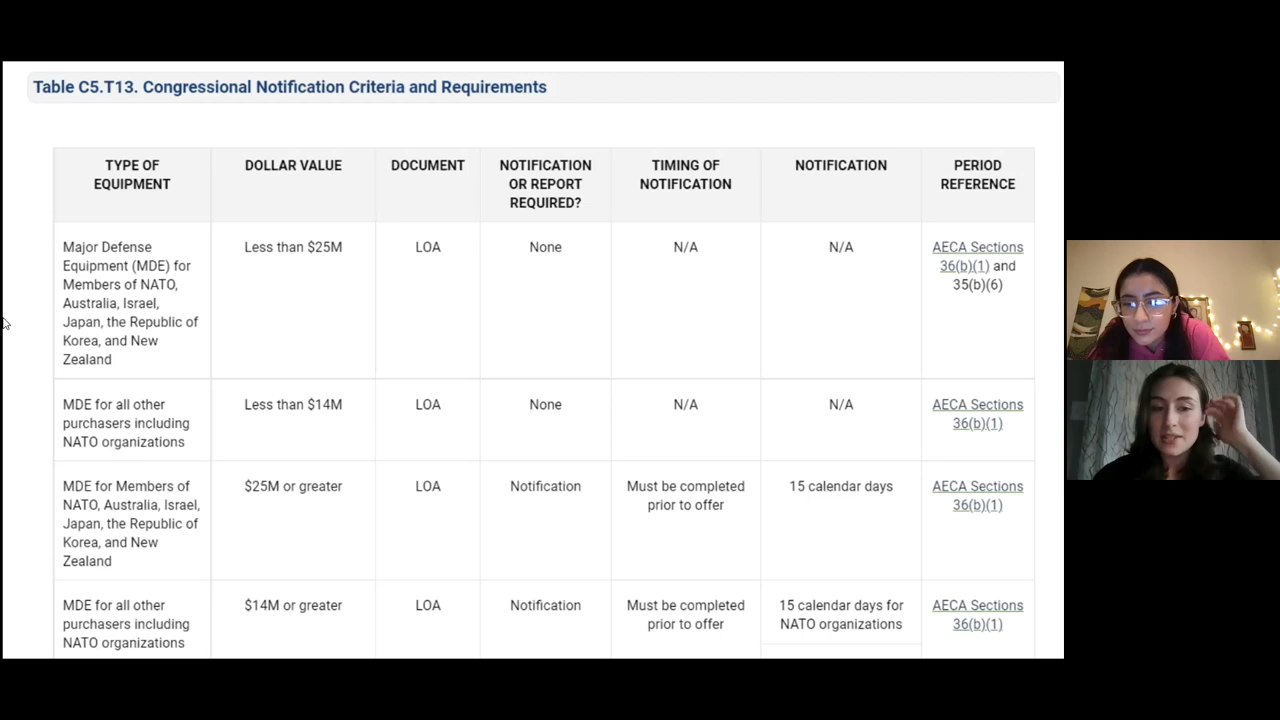 Table C5.T13. Congressional Notification Criteria and Requirements
TYPE OF
EQUIPMENT
DOLLAR VALUE
DOCUMENT
NOTIFICATION
OR REPORT
REQUIRED?
TIMING OF
NOTIFICATION
NOTIFICATION
PERIOD
REFERENCE
Major Defense
Equipment (MDE) for
Members of NATO,
Australia, Israel,
Japan, the Republic of
Korea, and New
Zealand
Less than $25M
LOA
None
N/A
N/A
AECA Sections
36(b)(1) and
35(b)(6)
MDE for all other
purchasers including
NATO organizations
Less than $14M
LOA
None
N/A
N/A
AECA Sections
36(b)(1)
MDE for Members of
NATO, Australia, Israel,
Japan, the Republic of
Korea, and New
Zealand
$25M or greater
LOA
Notification
Must be completed
prior to offer
15 calendar days
AECA Sections
36(b)(1)
MDE for all other
purchasers including
NATO organizations
$14M or greater
LOA
Notification
Must be completed
prior to offer
15 calendar days for
NATO organizations
AECA Sections
36(b)(1)